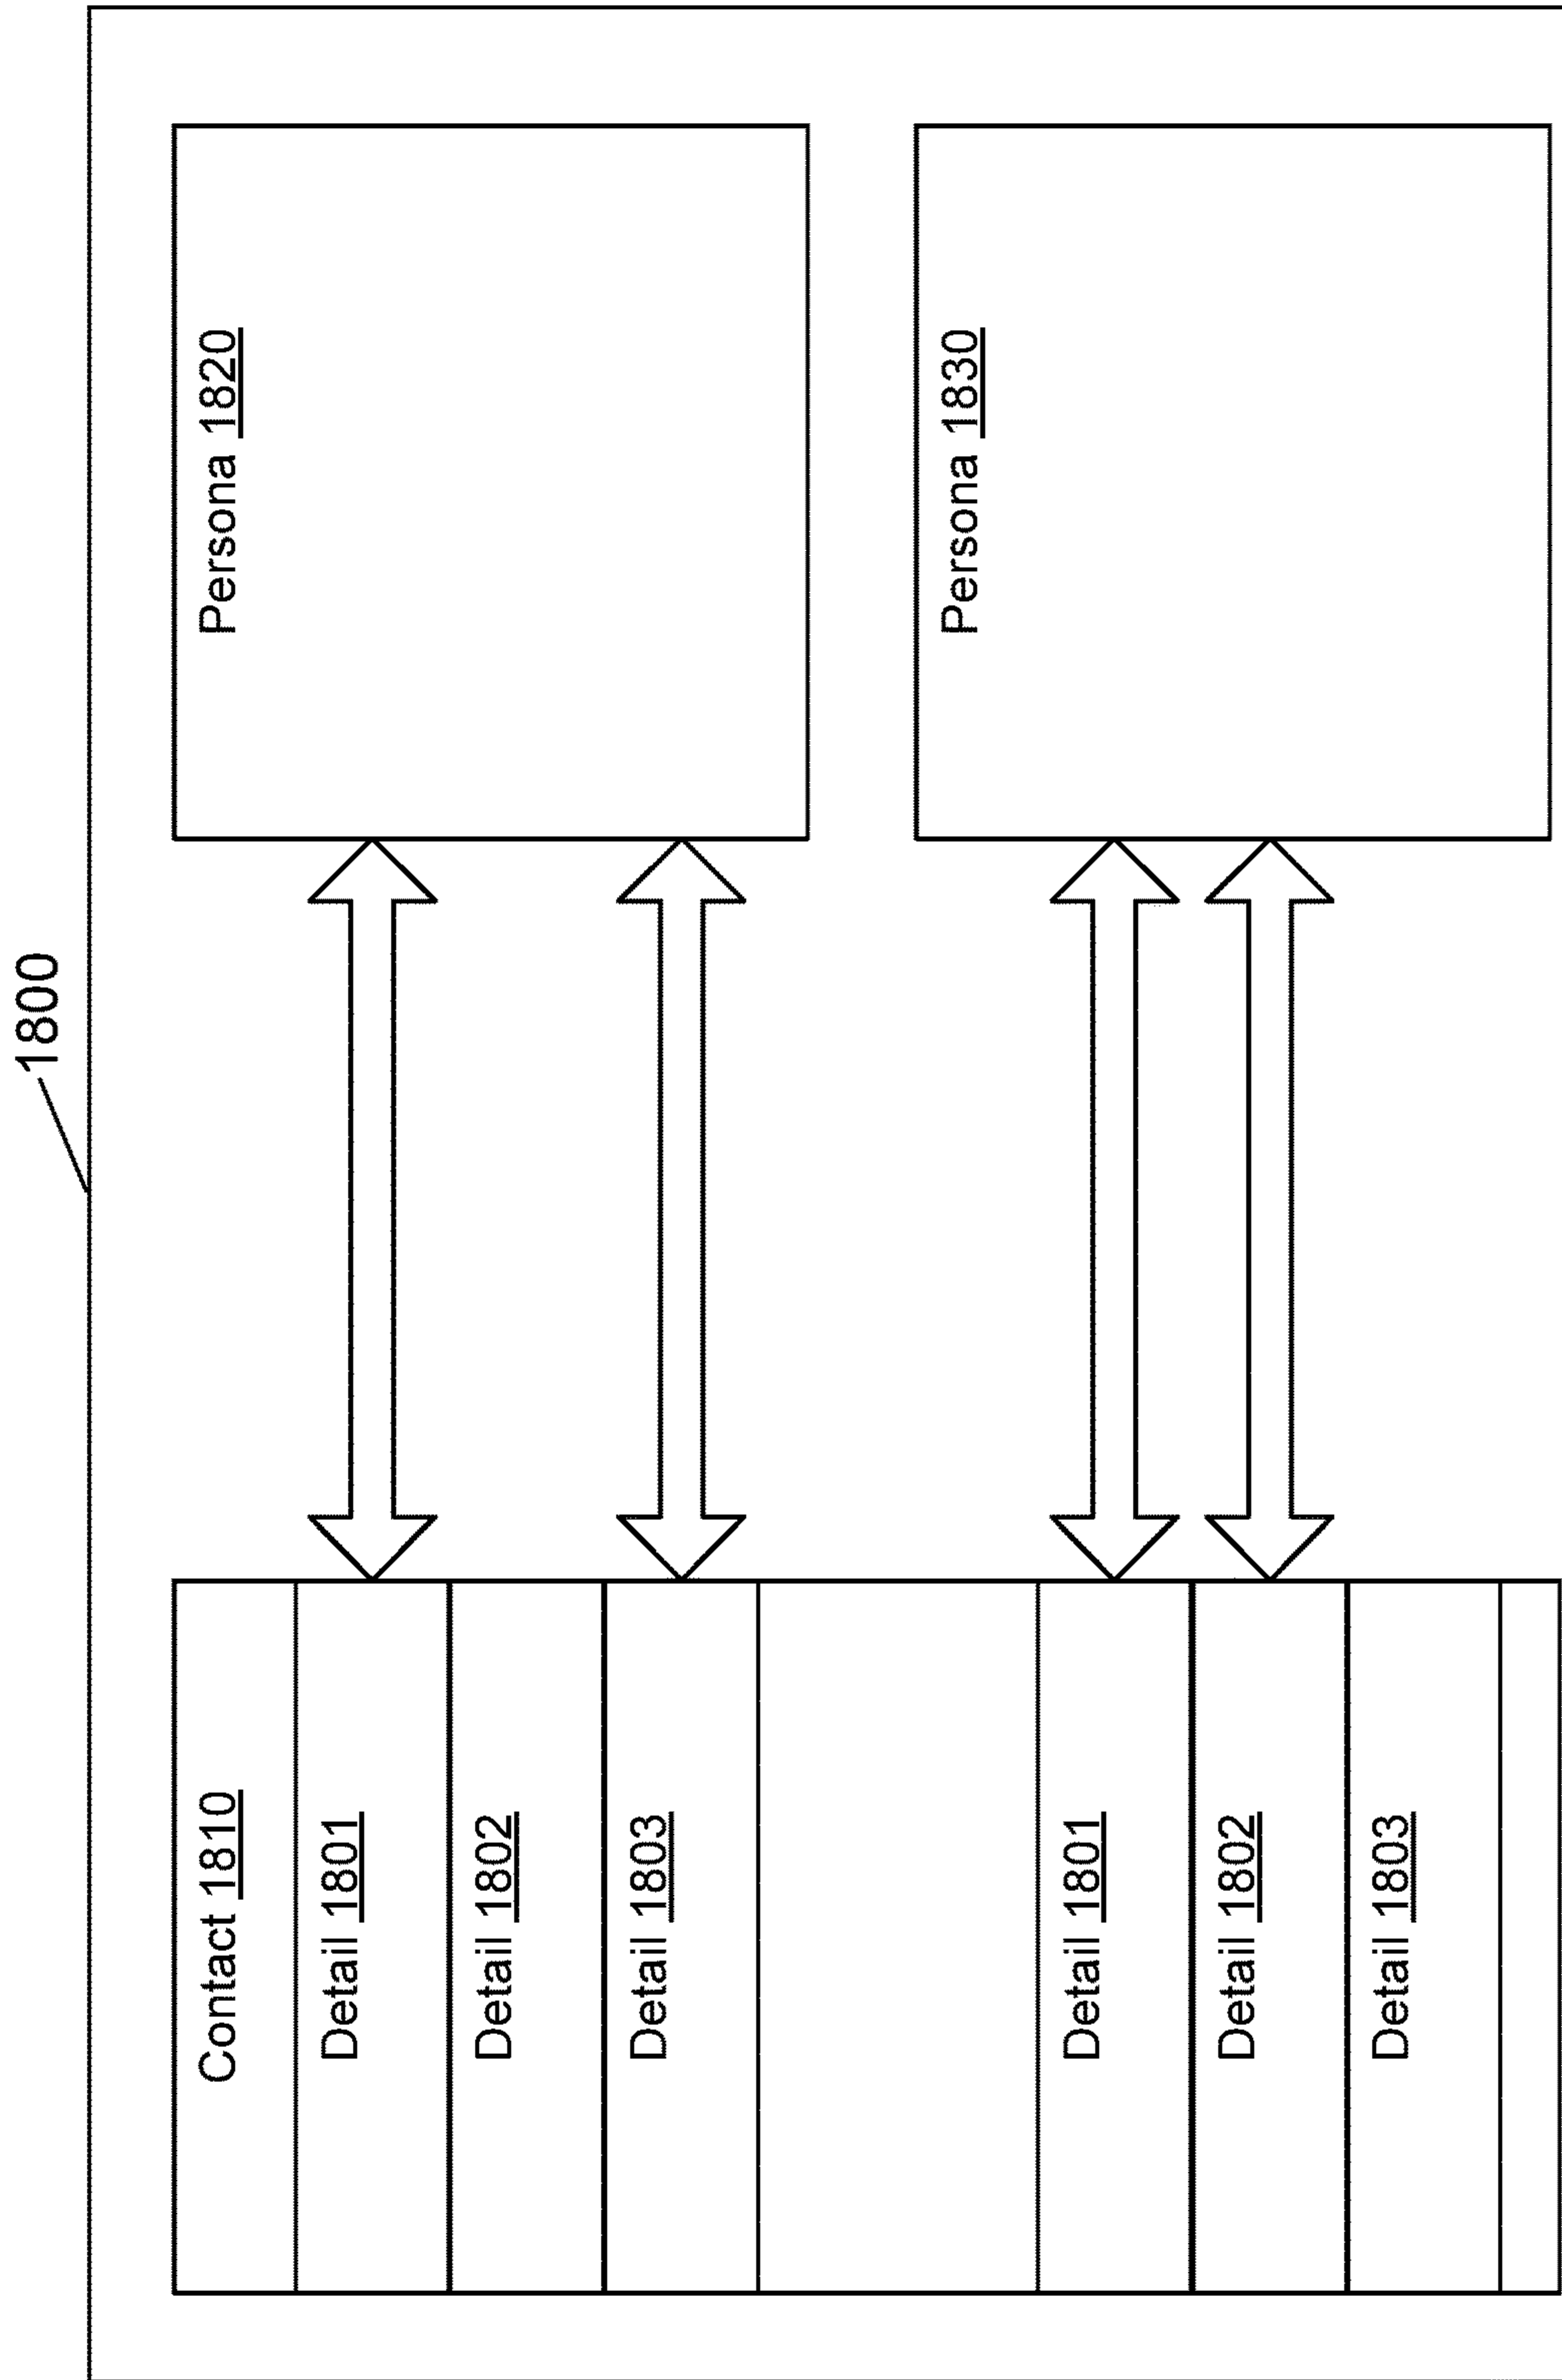 1800
Contact 1810
Detail 1801
Detail 1802
Detail 1803
Detail 1801
Detail 1802
Detail 1803
Persona 1820
Persona 1830